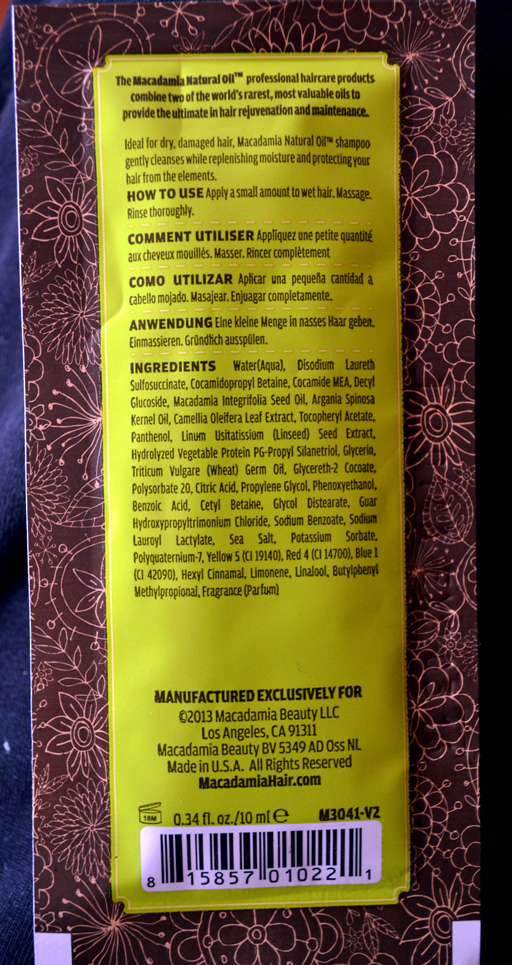 The Macadamia Natural Oil™ professional haircare products
combine two of the world's rarest, most valuable oils to
provide the ultimate in hair rejuvenation and maintenance.
Ideal for dry, damaged hair, Macadamia Natural Oil™ shampoo
gently cleanses while replenishing moisture and protecting your
hair from the elements.
HOW TO USE Apply a small amount to wet hair. Massage.
Rinse thoroughly.
COMMENT UTILISER Appliquez une petite quantité
aux cheveux mouillés. Masser. Rincer complètement
COMO UTILIZAR Aplicar una pequeña cantidad a
cabello mojado. Masajear. Enjuagar completamente.
ANWENDUNG Eine kleine Menge in nasses Haar geben.
Einmassieren. Gründlich ausspülen.
INGREDIENTS Water(Aqua), Disodium Laureth
Sulfosuccinate, Cocamidopropyl Betaine, Cocamide MEA, Decyl
Glucoside, Macadamia Integrifolia Seed Oil, Argania Spinosa
Kernel Oil, Camellia Oleifera Leaf Extract, Tocopheryl Acetate,
Panthenol, Linum Usitatissium (Linseed) Seed Extract,
Hydrolyzed Vegetable Protein PG-Propyl Silanetriol, Glycerin,
Triticum Vulgare (Wheat) Germ Oil, Glycereth-2 Cocoate,
Polysorbate 20, Citric Acid, Propylene Glycol, Phenoxyethanol,
Benzoic Acid, Cetyl Betaine, Glycol Distearate, Guar
Hydroxypropyltrimonium Chloride, Sodium Benzoate, Sodium
Lauroyl Lactylate, Sea Salt, Potassium Sorbate,
Polyquaternium-7, Yellow 5 (CI 19140), Red 4 (CI 14700), Blue 1
(CI 42090), Hexyl Cinnamal, Limonene, Linalool, Butylpbenyl
Methylpropional, Fragrance (Parfum)
MANUFACTURED EXCLUSIVELY FOR
©2013 Macadamia Beauty LLC
Los Angeles, CA 91311
Macadamia Beauty BV 5349 AD Oss NL
Made in U.S.A. All Rights Reserved
MacadamiaHair.com
18M 0.34 fl. oz./10 ml ℮ M3041-V2
8 15857 01022 1